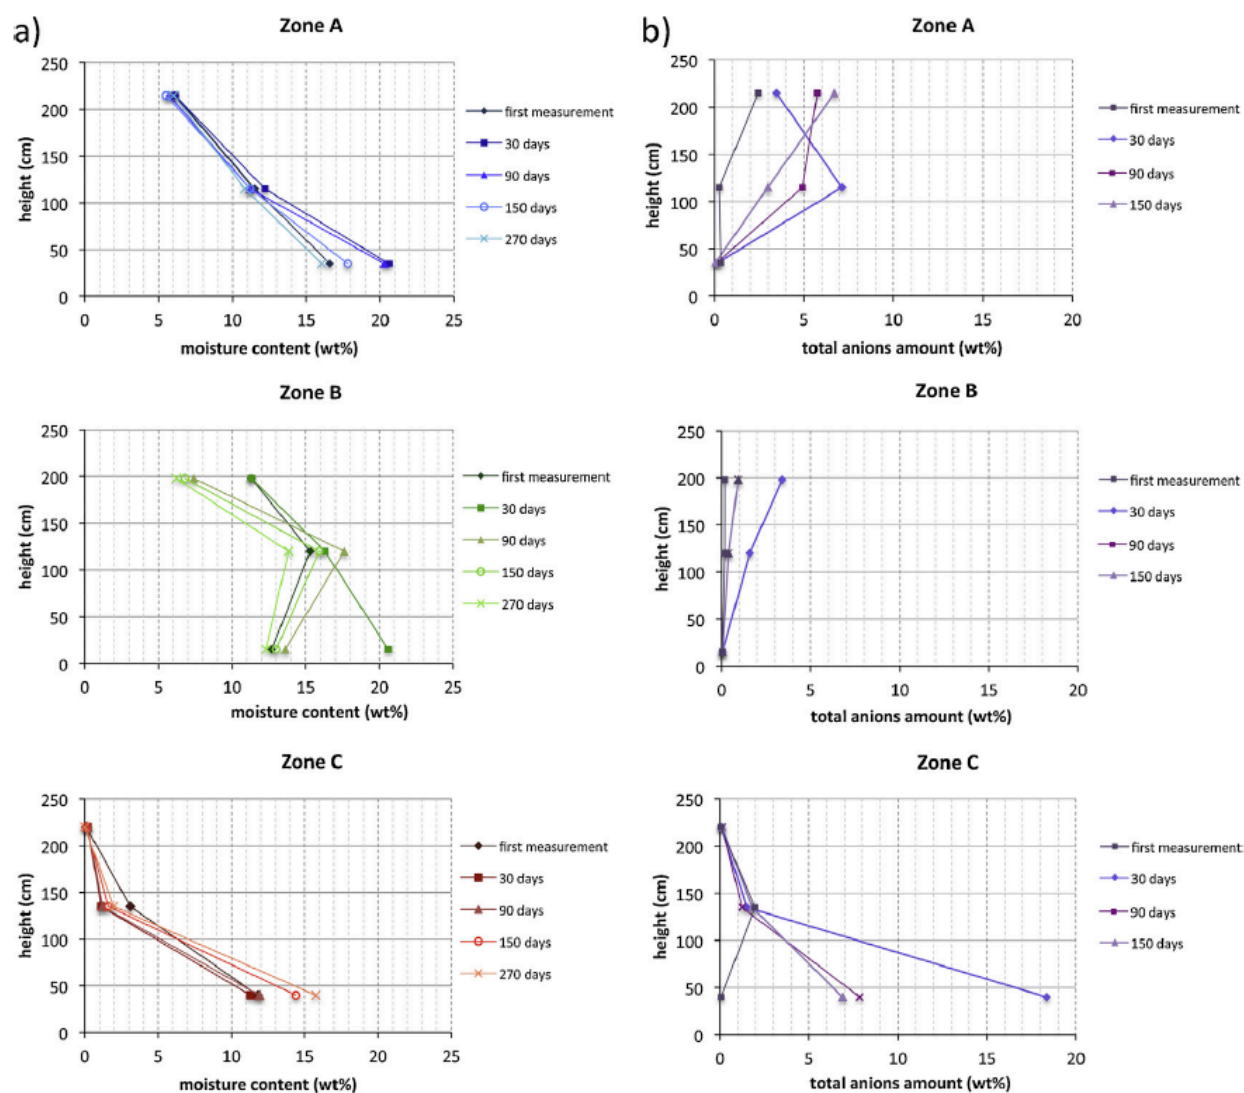 a)
Zone A
250
200
150
100
50
0
height (cm)
0 5 10 15 20 25
moisture content (wt%)
first measurement
30 days
90 days
150 days
270 days
b)
Zone A
250
200
150
100
50
0
height (cm)
0 5 10 15 20
total anions amount (wt%)
first measurement
30 days
90 days
150 days
Zone B
250
200
150
100
50
0
height (cm)
0 5 10 15 20 25
moisture content (wt%)
first measurement
30 days
90 days
150 days
270 days
Zone B
250
200
150
100
50
0
height (cm)
0 5 10 15 20
total anions amount (wt%)
first measurement
30 days
90 days
150 days
Zone C
250
200
150
100
50
0
height (cm)
0 5 10 15 20 25
moisture content (wt%)
first measurement
30 days
90 days
150 days
270 days
Zone C
250
200
150
100
50
0
height (cm)
0 5 10 15 20
total anions amount (wt%)
first measurement
30 days
90 days
150 days